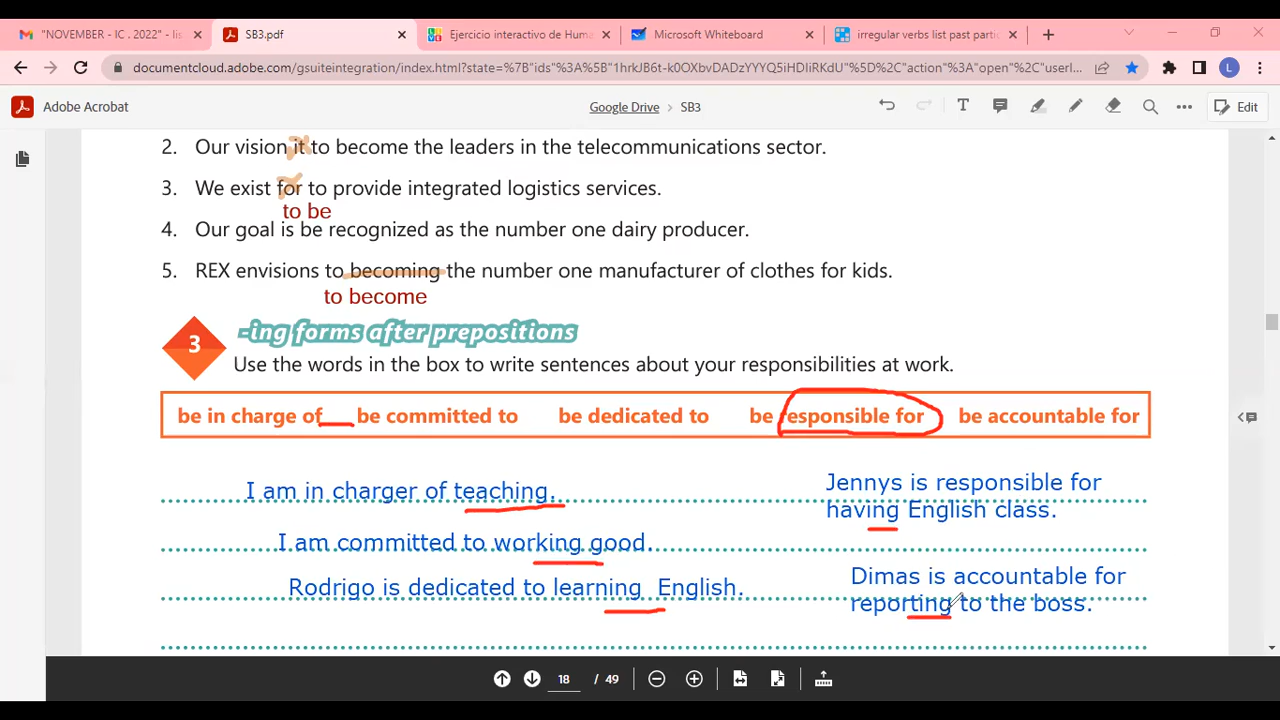 "NOVEMBER - IC . 2022" - lis
SB3.pdf
Ejercicio interactivo de Huma
Microsoft Whiteboard
irregular verbs list past parti
documentcloud.adobe.com/gsuiteintegration/index.html?state=%7B"ids"%3A%5B"1hrkJB6t-k0OXbvDADzYYYQ5iHDIiRKdU"%5D%2C"action"%3A"open"%2C"userI...
L
Adobe Acrobat
Google Drive
SB3
Edit
2. Our vision it to become the leaders in the telecommunications sector.
3. We exist for to provide integrated logistics services.
to be
4. Our goal is be recognized as the number one dairy producer.
5. REX envisions to becoming the number one manufacturer of clothes for kids.
to become
3
-ing forms after prepositions
Use the words in the box to write sentences about your responsibilities at work.
be in charge of be committed to be dedicated to be responsible for be accountable for
I am in charger of teaching.
Jennys is responsible for
having English class.
I am committed to working good.
Rodrigo is dedicated to learning English.
Dimas is accountable for
reporting to the boss.
18 / 49